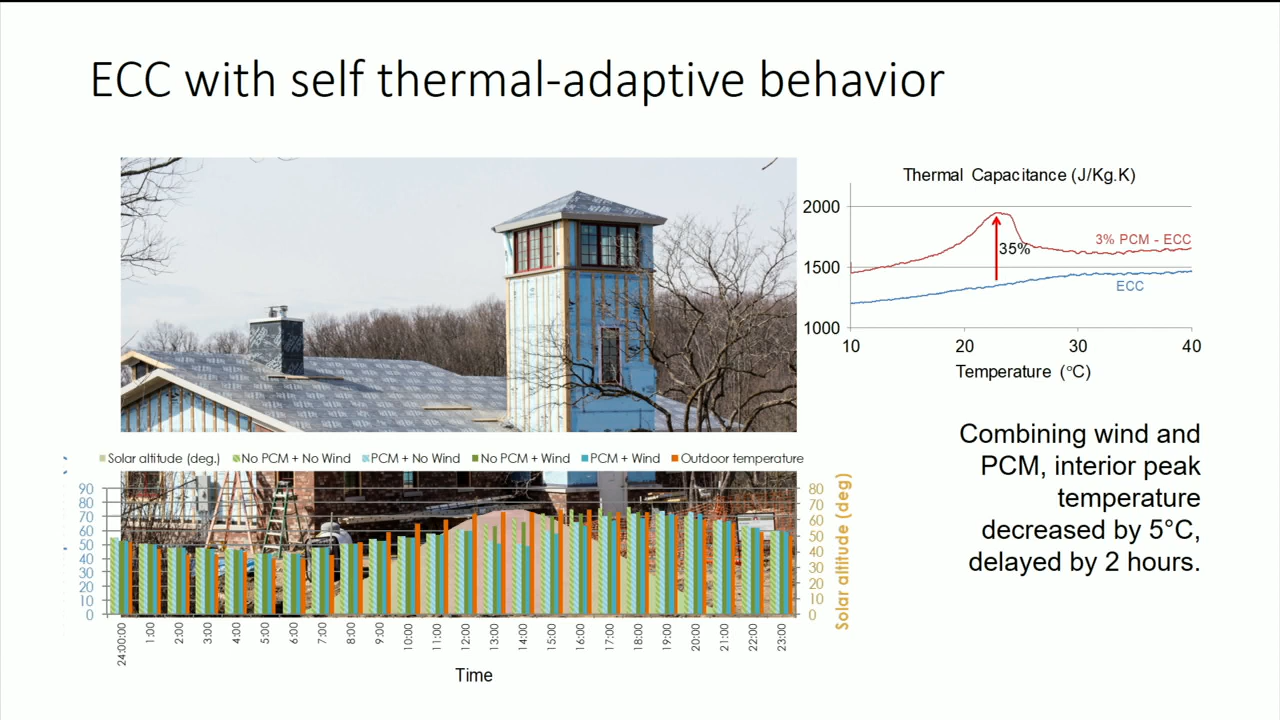 ECC with self thermal-adaptive behavior
Thermal Capacitance (J/Kg.K)
2000
1500
1000
3% PCM - ECC
35%
ECC
10 20 30 40
Temperature (°C)
Combining wind and
PCM, interior peak
temperature
decreased by 5°C,
delayed by 2 hours.
Solar altitude (deg.) No PCM + No Wind PCM + No Wind No PCM + Wind PCM + Wind Outdoor temperature
90
80
70
60
50
40
30
20
10
0
80
70
60
50
40
30
20
10
0
Solar altitude (deg)
24:00:00 1:00 2:00 3:00 4:00 5:00 6:00 7:00 8:00 9:00 10:00 11:00 12:00 13:00 14:00 15:00 16:00 17:00 18:00 19:00 20:00 21:00 22:00 23:00
Time